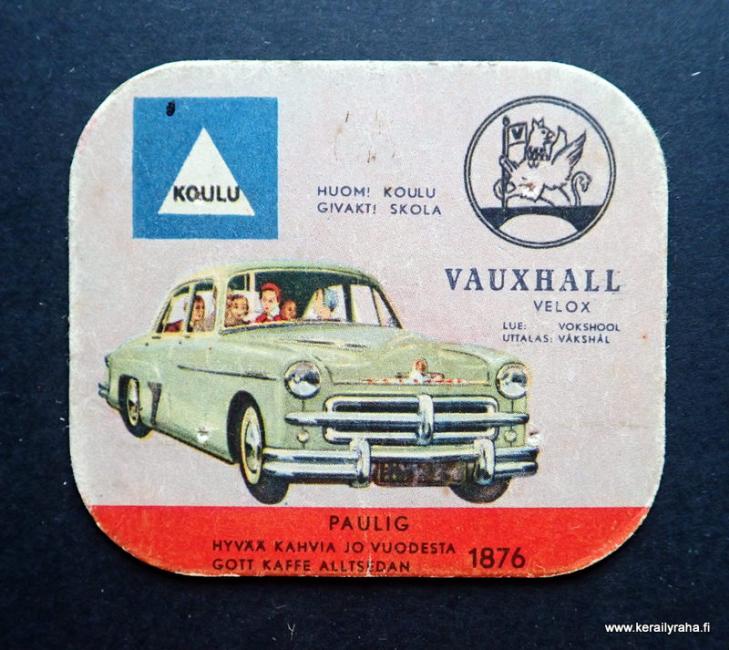 KOULU
HUOM! KOULU
GIVAKT! SKOLA
V
VAUXHALL
VELOX
LUE: VOKSHOOL
UTTALAS: VÅKSHÅL
PAULIG
HYVÄÄ KAHVIA JO VUODESTA
GOTT KAFFE ALLTSEDAN 1876
www.kerailyraha.fi